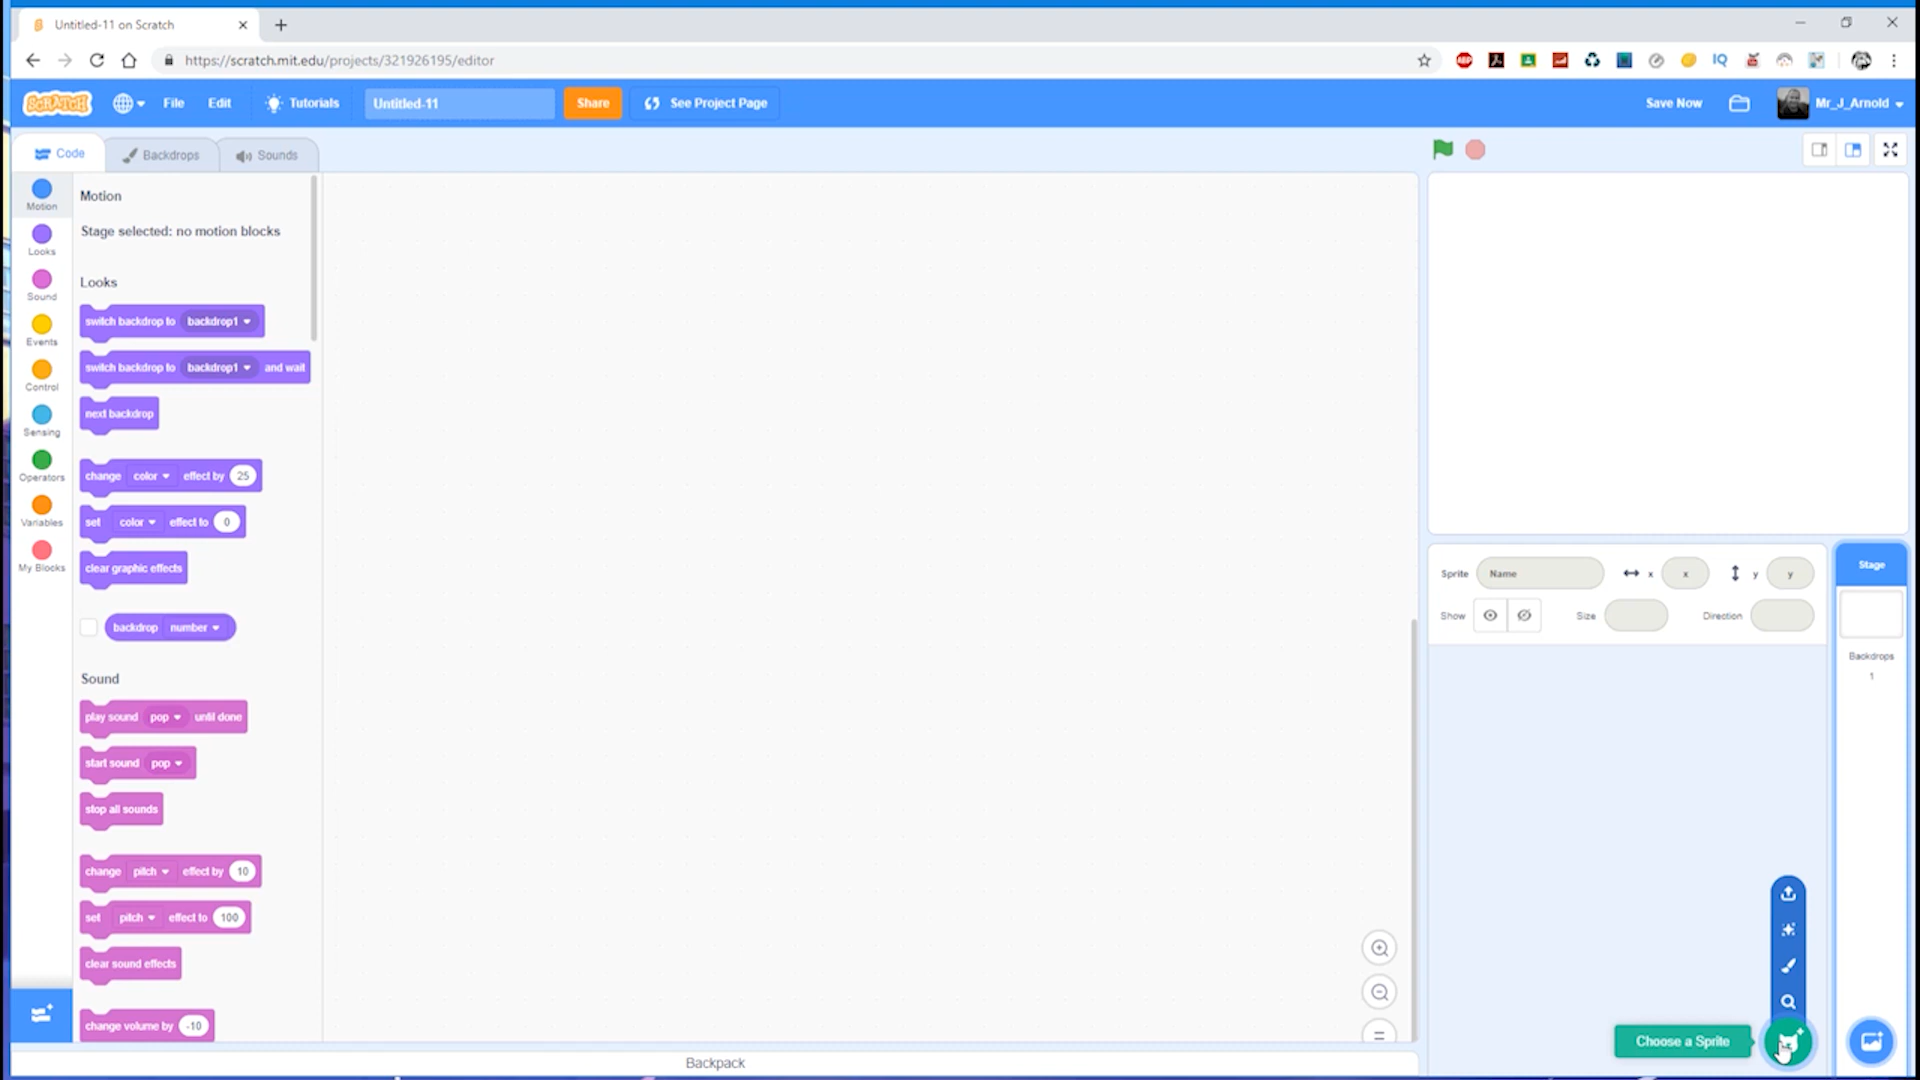 Untitled-11 on Scratch
https://scratch.mit.edu/projects/321926195/editor
ABP
IQ
SCRATCH
File
Edit
Tutorials
Untitled-11
Share
See Project Page
Save Now
Mr_J_Arnold
Code
Backdrops
Sounds
Motion
Looks
Sound
Events
Control
Sensing
Operators
Variables
My Blocks
Motion
Stage selected: no motion blocks
Looks
switch backdrop to backdrop1
switch backdrop to backdrop1 and wait
next backdrop
change color effect by 25
set color effect to 0
clear graphic effects
backdrop number
Sound
play sound pop until done
start sound pop
stop all sounds
change pitch effect by 10
set pitch effect to 100
clear sound effects
change volume by -10
Backpack
Sprite Name x x y y
Show Size Direction
Stage
Backdrops
1
Choose a Sprite